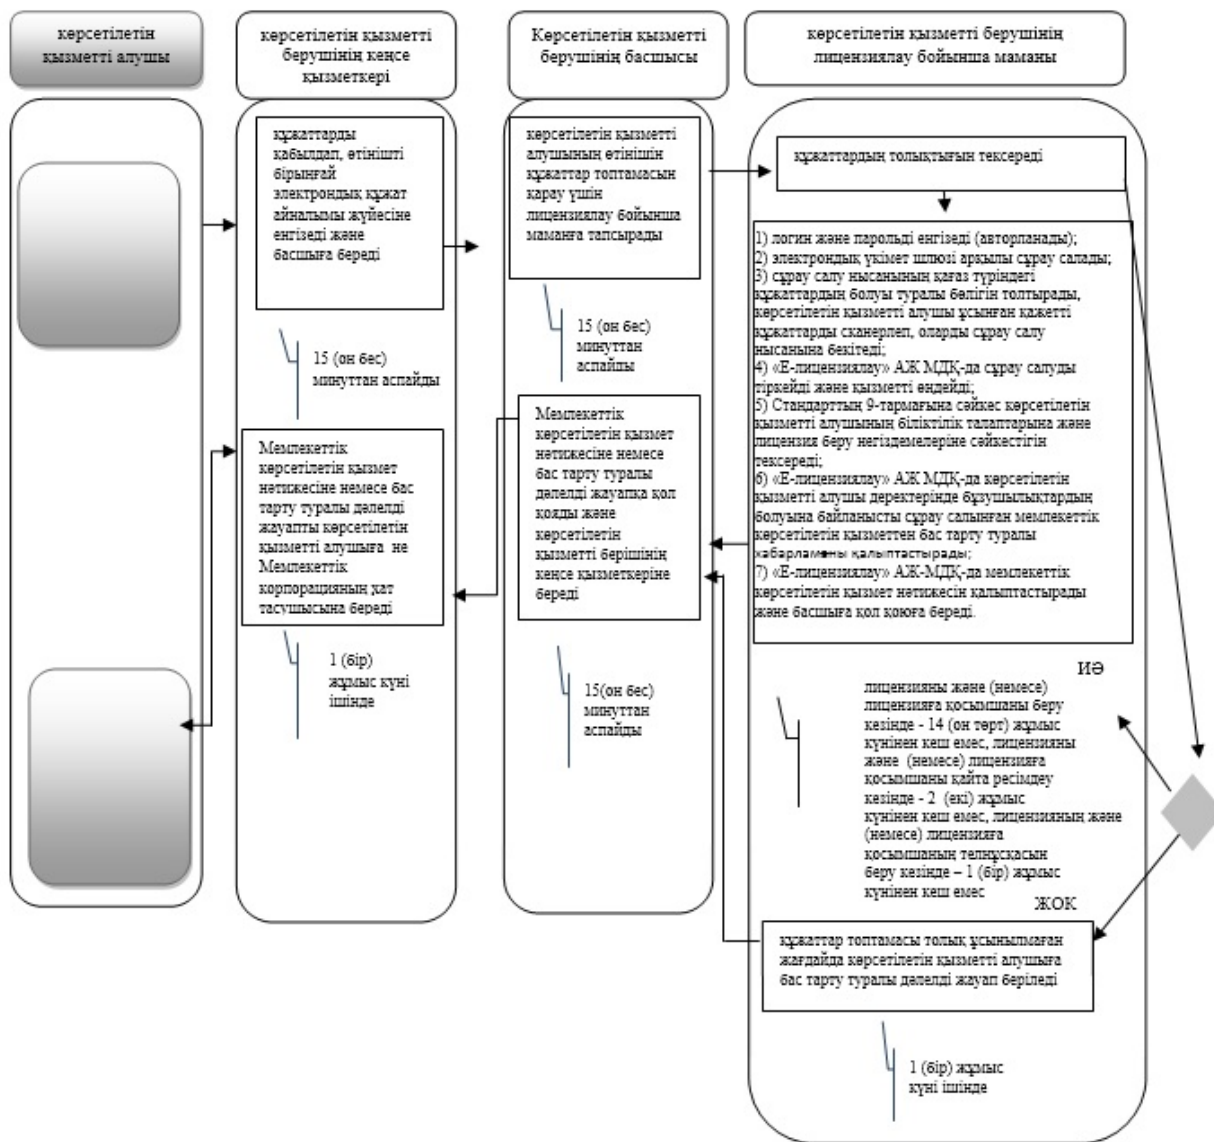 көрсетілетін
қызметті алушы
көрсетілетін қызметті
берушінің кеңсе
қызметкері
Көрсетілетін қызметті
берушінің басшысы
көрсетілетін қызметті берушінің
лицензиялау бойынша маманы
құжаттарды
қабылдап, өтінішті
бірыңғай
электрондық құжат
айналымы жүйесіне
енгізеді және
басшыға береді
15 (он бес)
минуттан аспайды
Мемлекеттік
көрсетілетін қызмет
нәтижесіне немесе бас
тарту туралы дәлелді
жауапты көрсетілетін
қызметті алушыға не
Мемлекеттік
корпорацияның хат
тасушысына береді
1 (бір)
жұмыс күні
ішінде
көрсетілетін қызметті
алушының өтінішін
құжаттар топтамасын
қарау үшін
лицензиялау бойынша
маманға тапсырады
15 (он бес)
минуттан
аспайды
Мемлекеттік
көрсетілетін қызмет
нәтижесіне немесе
бас тарту туралы
дәлелді жауапқа қол
қояды және
көрсетілетін
қызметті берішінің
кеңсе қызметкеріне
береді
15(он бес)
минуттан
аспайды
құжаттардың толықтығын тексереді
1) логин және парольді енгізеді (авторланады);
2) электрондық үкімет шлюзі арқылы сұрау салады;
3) сұрау салу нысанының қағаз түріндегі
құжаттардың болуы туралы бөлігін толтырады,
көрсетілетін қызметті алушы ұсынған қажетті
құжаттарды сканерлеп, оларды сұрау салу
нысанына бекітеді;
4) «Е-лицензиялау» АЖ МДҚ-да сұрау салуды
тіркейді және қызметті өңдейді;
5) Стандарттың 9-тармағына сәйкес көрсетілетін
қызметті алушының біліктілік талаптарына және
лицензия беру негіздемелеріне сәйкестігін
тексереді;
6) «Е-лицензиялау» АЖ МДҚ-да көрсетілетін
қызметті алушы деректерінде бұзушылықтардың
болуына байланысты сұрау салынған мемлекеттік
көрсетілетін қызметтен бас тарту туралы
хабарламаны қалыптастырады;
7) «Е-лицензиялау» АЖ-МДҚ-да мемлекеттік
көрсетілетін қызмет нәтижесін қалыптастырады
және басшыға қол қоюға береді.
ИӘ
лицензияны және (немесе)
лицензияға қосымшаны беру
кезінде - 14 (он төрт) жұмыс
күнінен кеш емес, лицензияны
және (немесе) лицензияға
қосымшаны қайта ресімдеу
кезінде - 2 (екі) жұмыс
күнінен кеш емес, лицензияның және
(немесе) лицензияға
қосымшаның телнұсқасын
беру кезінде – 1 (бір) жұмыс
күнінен кеш емес
ЖОК
құжаттар топтамасы толық ұсынылмаған
жағдайда көрсетілетін қызметті алушыға
бас тарту туралы дәлелді жауап беріледі
1 (бір) жұмыс
күні ішінде